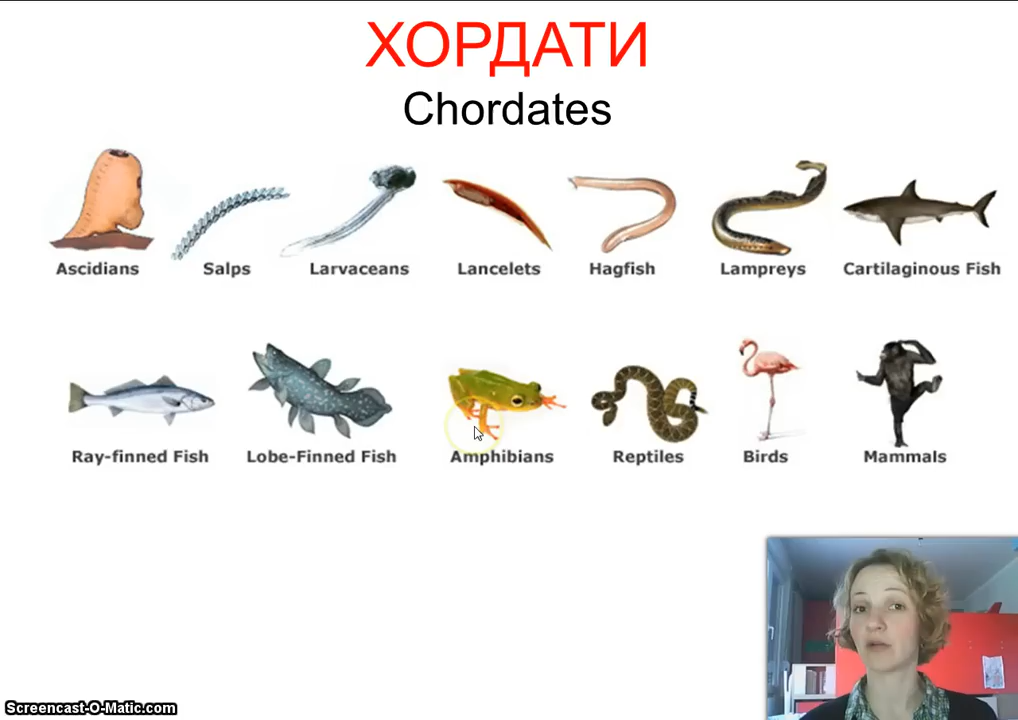 ХОРДАТИ
Chordates
Ascidians Salps Larvaceans Lancelets Hagfish Lampreys Cartilaginous Fish
Ray-finned Fish Lobe-Finned Fish Amphibians Reptiles Birds Mammals
Screencast-O-Matic.com